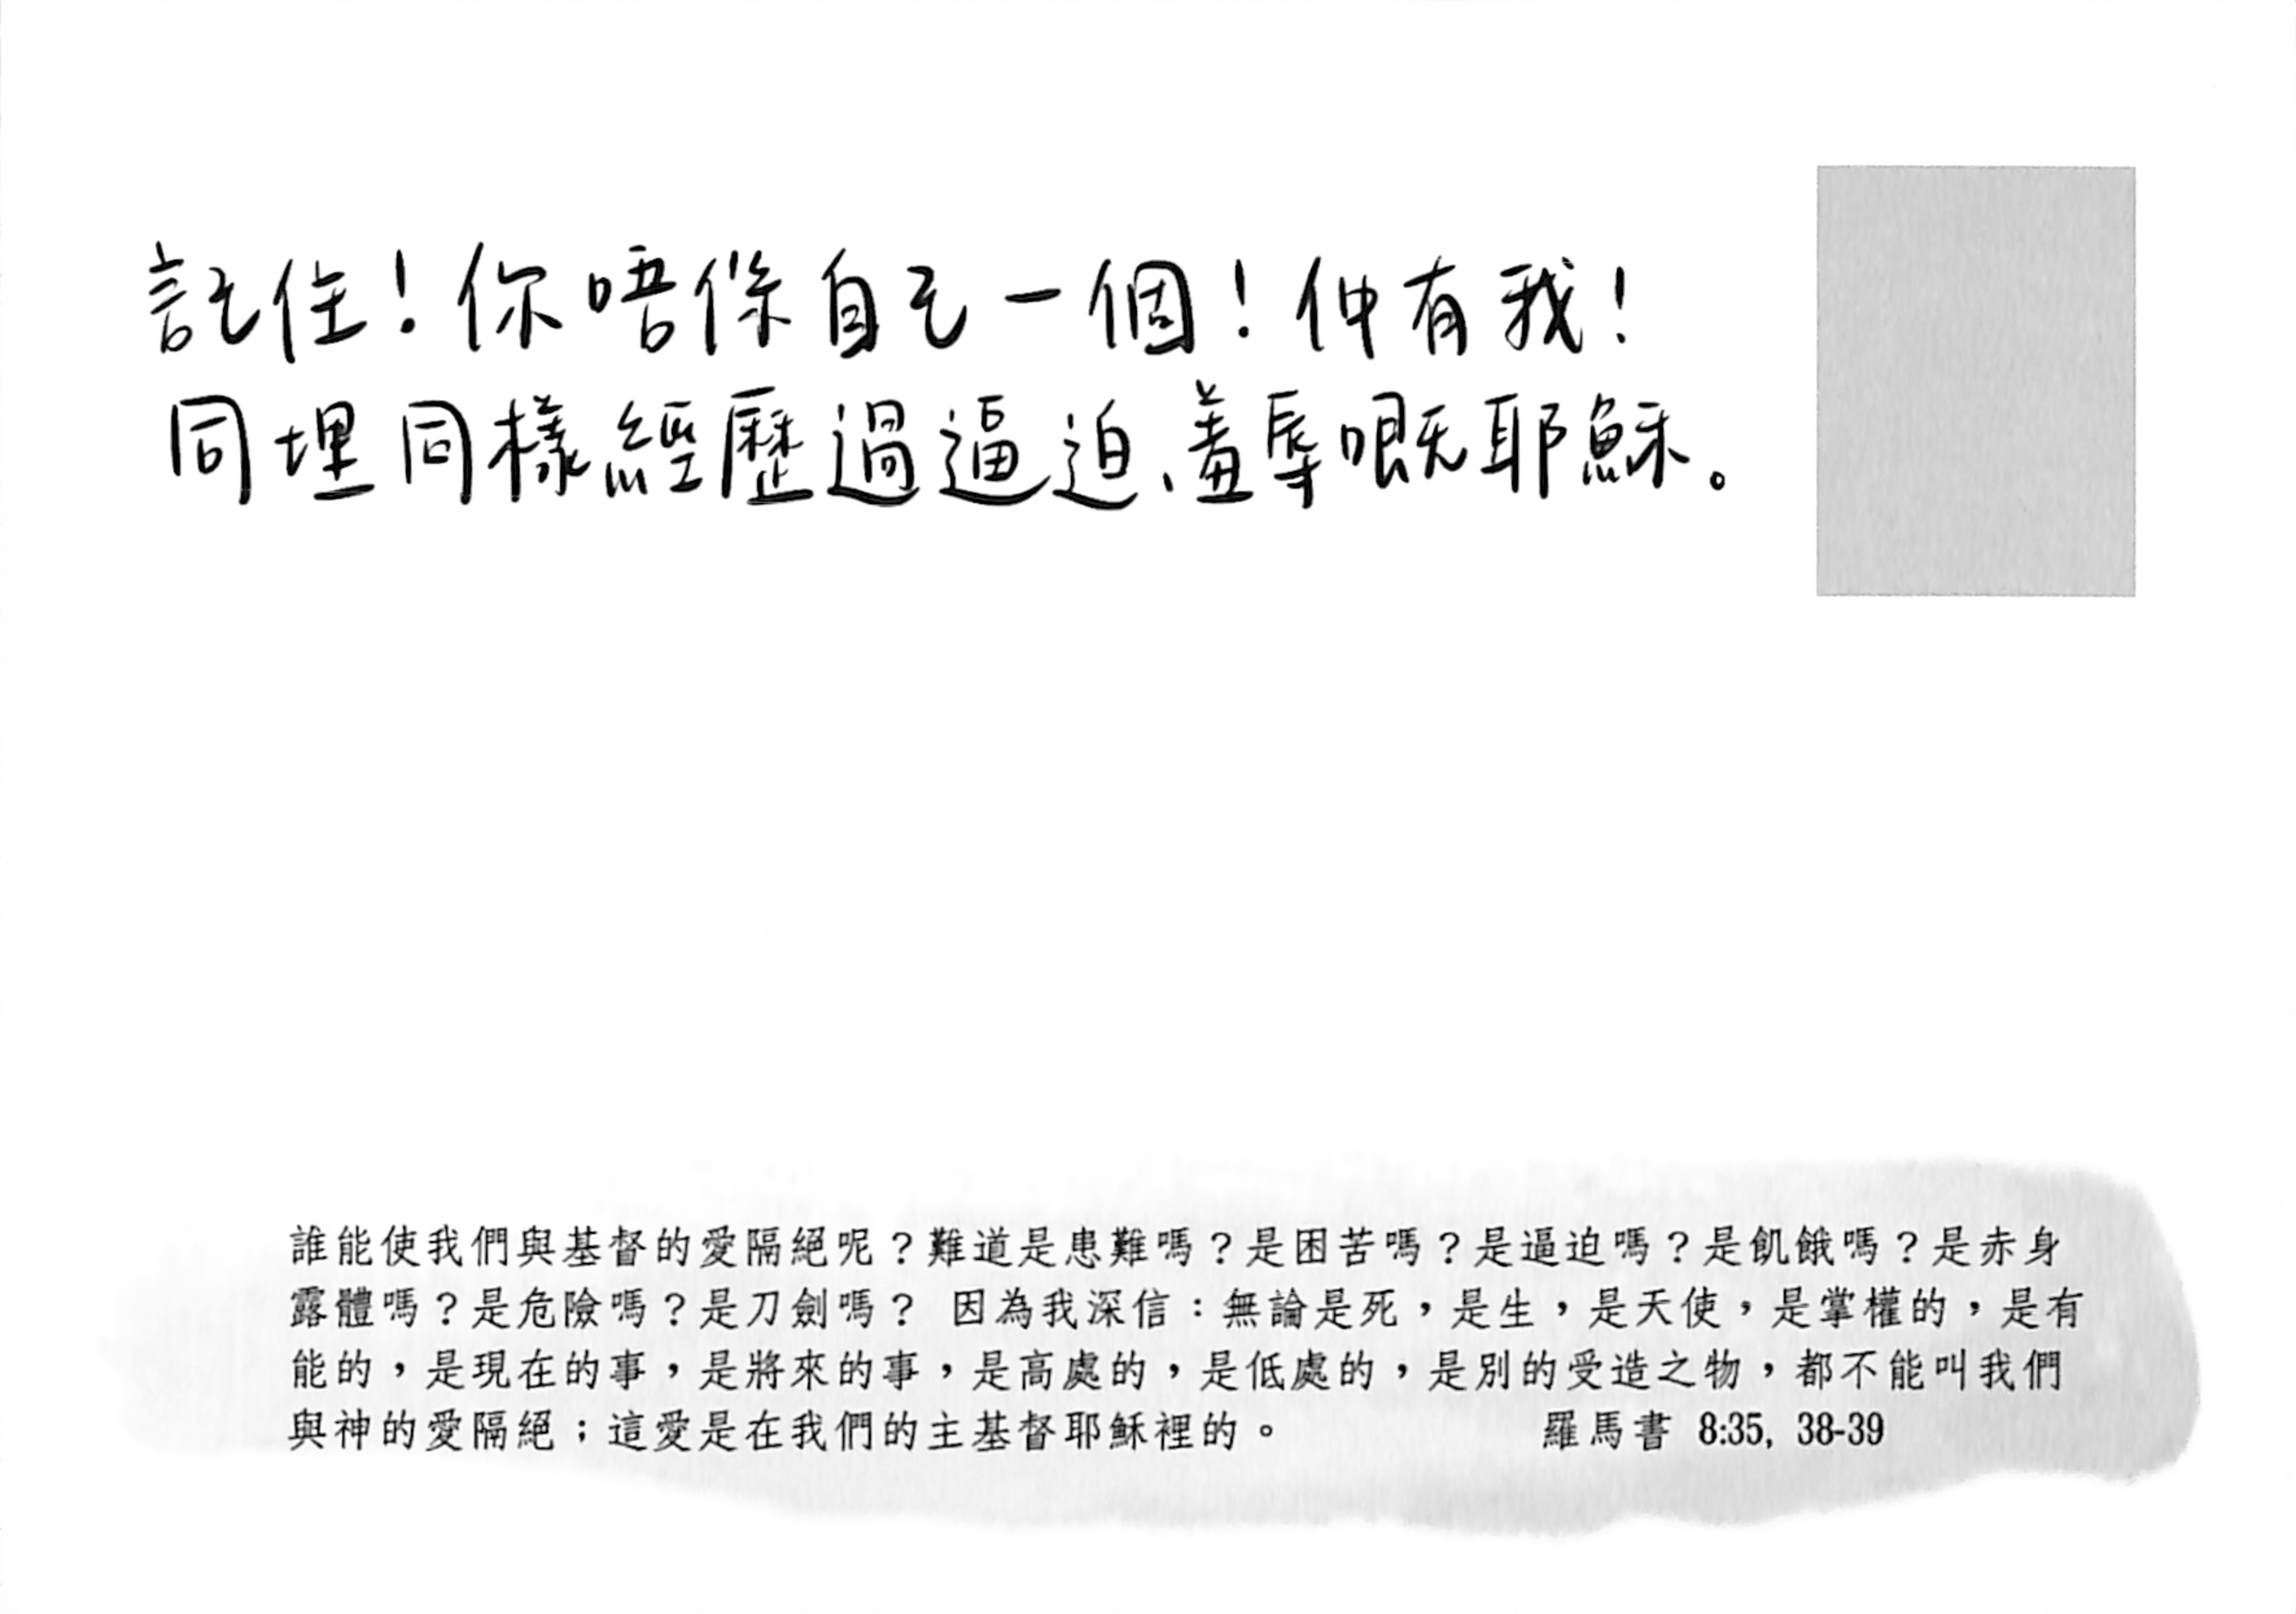 記住！你唔係自己一個！仲有我！
同埋同樣經歷過逼迫、羞辱嘅耶穌。
誰能使我們與基督的愛隔絕呢？難道是患難嗎？是困苦嗎？是逼迫嗎？是飢餓嗎？是赤身
露體嗎？是危險嗎？是刀劍嗎？ 因為我深信：無論是死，是生，是天使，是掌權的，是有
能的，是現在的事，是將來的事，是高處的，是低處的，是別的受造之物，都不能叫我們
與神的愛隔絕；這愛是在我們的主基督耶穌裡的。 羅馬書 8:35, 38-39